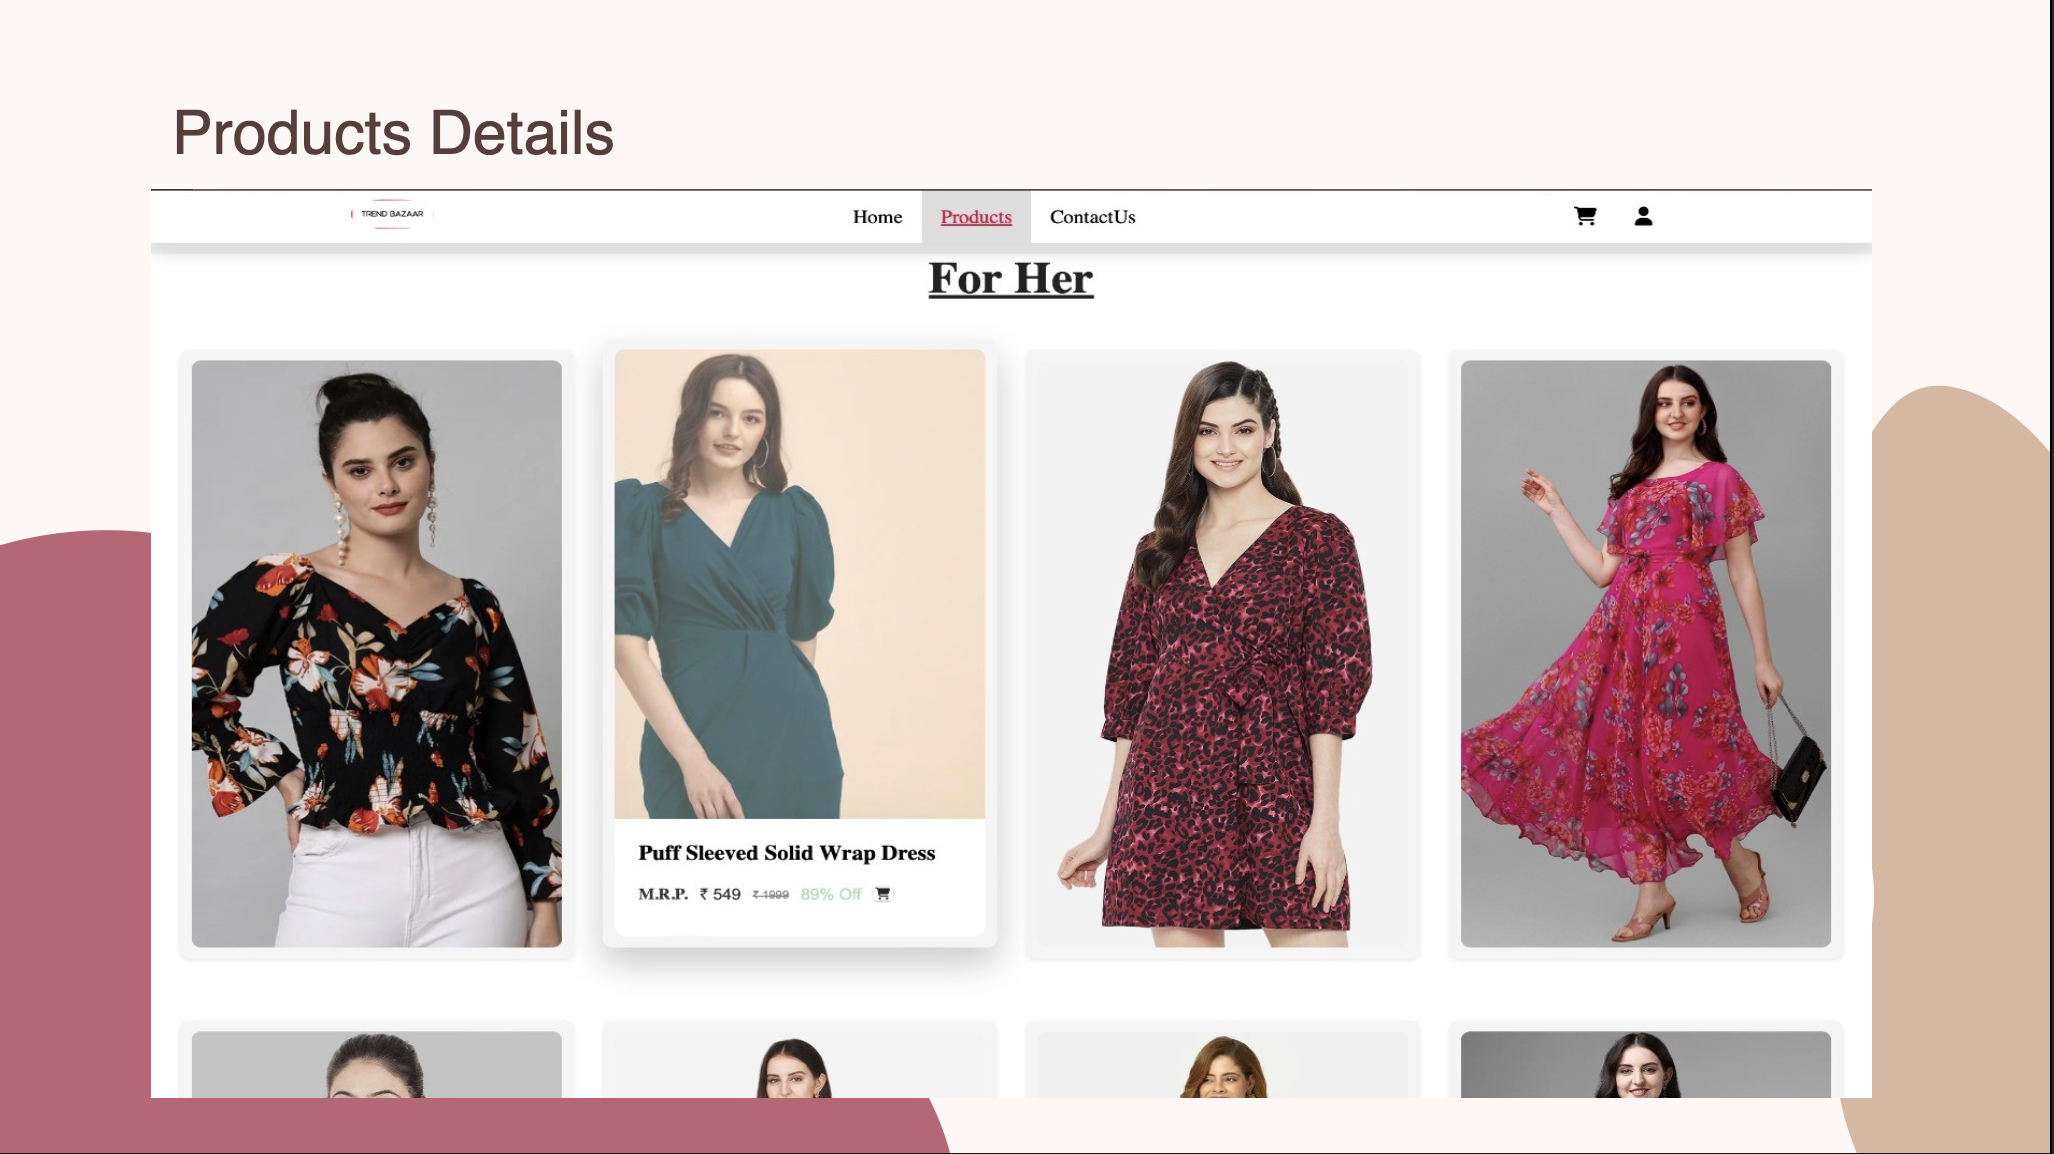 Products Details
TREND BAZAAR
Home Products ContactUs
For Her
Puff Sleeved Solid Wrap Dress
M.R.P. ₹ 549 ₹ 1999 89% Off